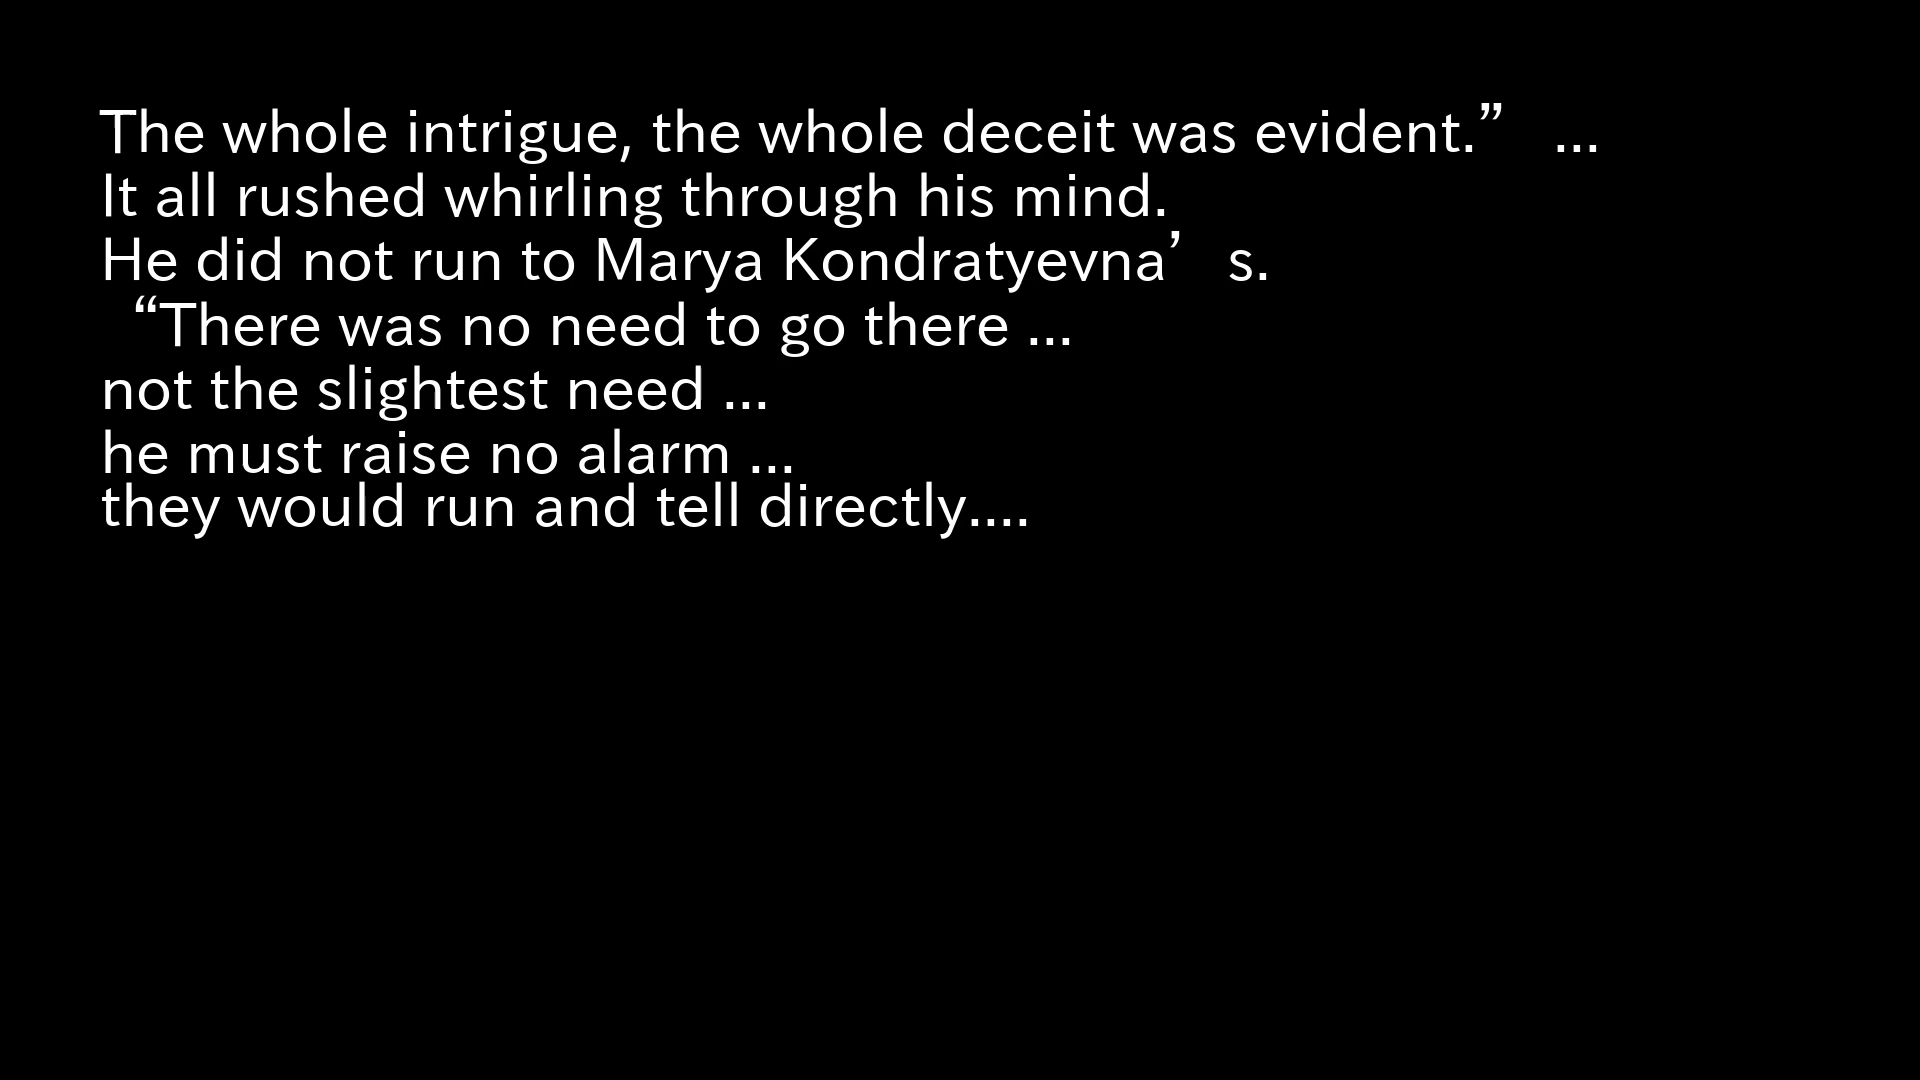 The whole intrigue, the whole deceit was evident.” ...
It all rushed whirling through his mind.
He did not run to Marya Kondratyevna’s.
“There was no need to go there ...
not the slightest need ...
he must raise no alarm ...
they would run and tell directly....